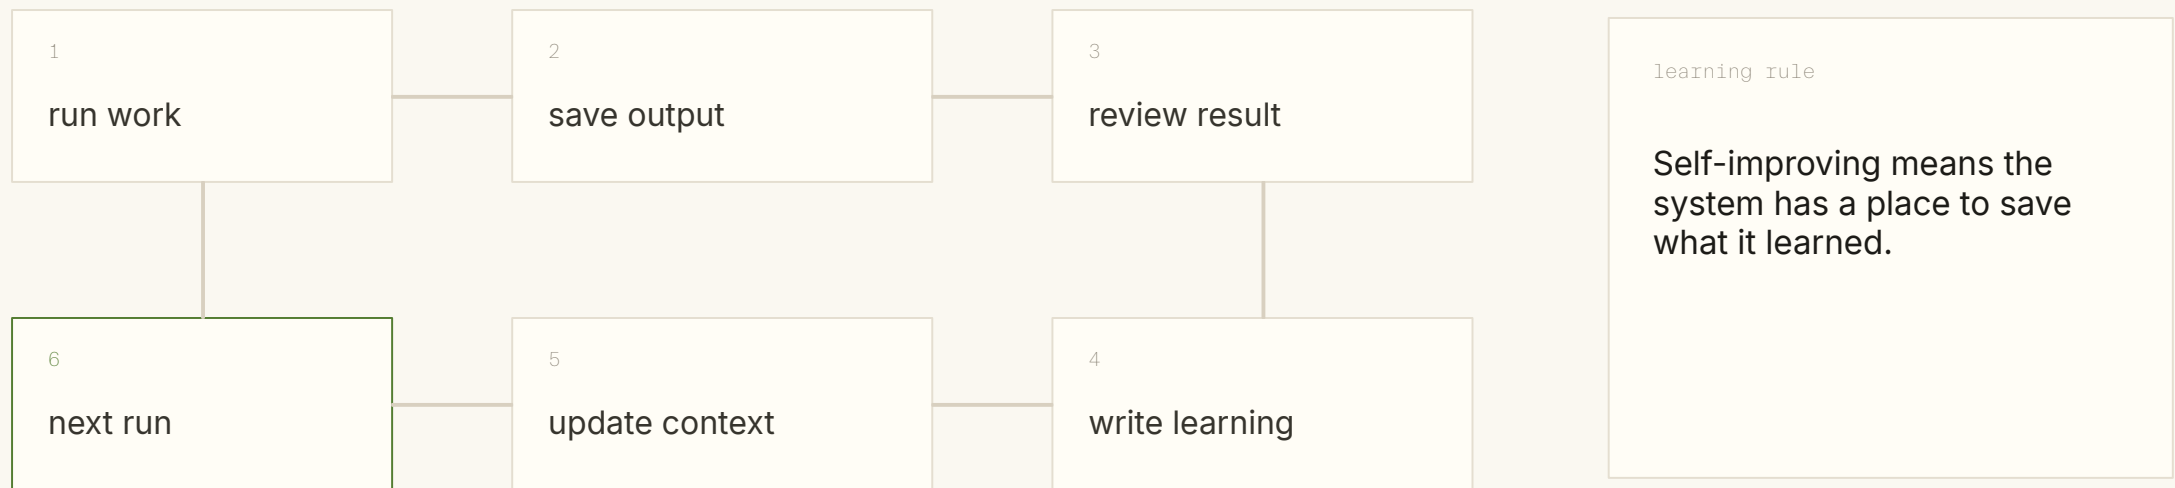 1
run work
2
save output
3
review result
learning rule
Self-improving means the
system has a place to save
what it learned.
6
next run
5
update context
4
write learning